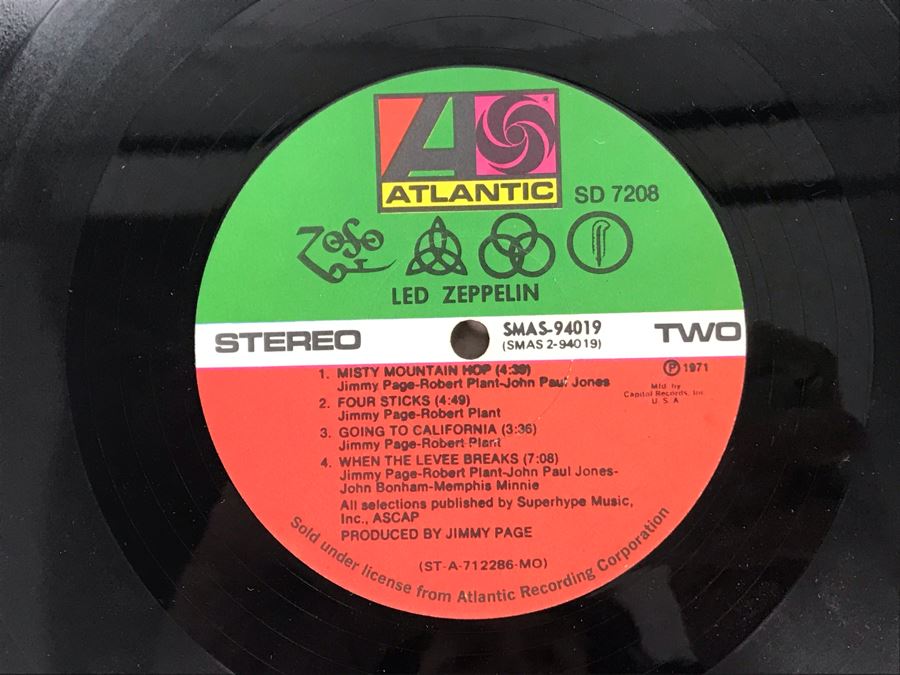 ATLANTIC
®
SD 7208
LED ZEPPELIN
STEREO
SMAS-94019
(SMAS 2-94019)
TWO
Ⓟ 1971
Mfd. by
Capitol Records, Inc.
U. S. A
1. MISTY MOUNTAIN HOP (4:39)
Jimmy Page-Robert Plant-John Paul Jones
2. FOUR STICKS (4:49)
Jimmy Page-Robert Plant
3. GOING TO CALIFORNIA (3:36)
Jimmy Page-Robert Plant
4. WHEN THE LEVEE BREAKS (7:08)
Jimmy Page-Robert Plant-John Paul Jones-
John Bonham-Memphis Minnie
All selections published by Superhype Music,
Inc., ASCAP
PRODUCED BY JIMMY PAGE
(ST-A-712286-MO)
Sold under license from Atlantic Recording Corporation